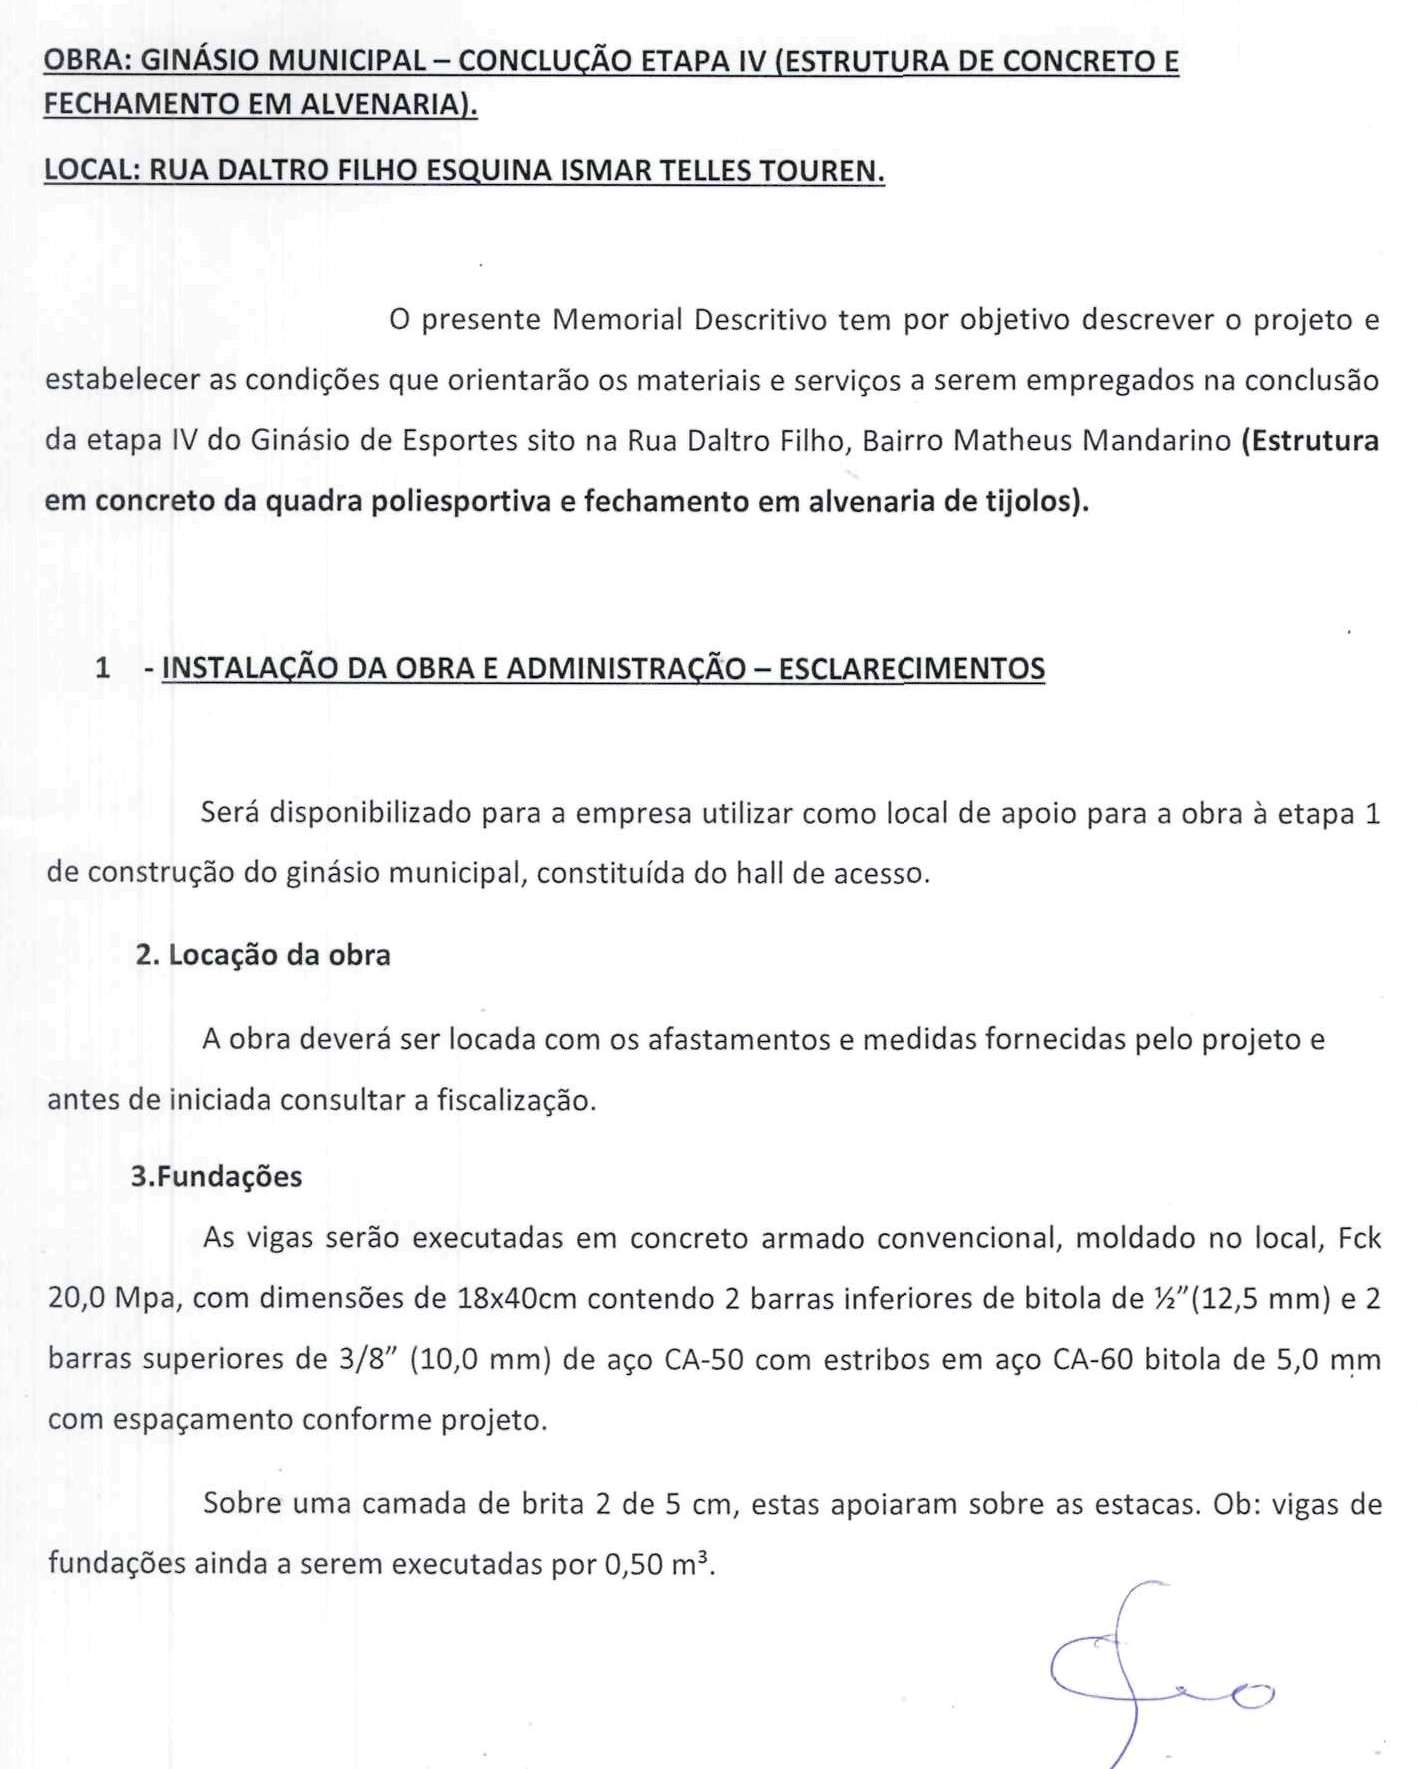 OBRA: GINÁSIO MUNICIPAL – CONCLUÇÃO ETAPA IV (ESTRUTURA DE CONCRETO E
FECHAMENTO EM ALVENARIA).
LOCAL: RUA DALTRO FILHO ESQUINA ISMAR TELLES TOUREN.
O presente Memorial Descritivo tem por objetivo descrever o projeto e
estabelecer as condições que orientarão os materiais e serviços a serem empregados na conclusão
da etapa IV do Ginásio de Esportes sito na Rua Daltro Filho, Bairro Matheus Mandarino (Estrutura
em concreto da quadra poliesportiva e fechamento em alvenaria de tijolos).
1 - INSTALAÇÃO DA OBRA E ADMINISTRAÇÃO – ESCLARECIMENTOS
Será disponibilizado para a empresa utilizar como local de apoio para a obra à etapa 1
de construção do ginásio municipal, constituída do hall de acesso.
2. Locação da obra
A obra deverá ser locada com os afastamentos e medidas fornecidas pelo projeto e
antes de iniciada consultar a fiscalização.
3.Fundações
As vigas serão executadas em concreto armado convencional, moldado no local, Fck
20,0 Mpa, com dimensões de 18x40cm contendo 2 barras inferiores de bitola de ½”(12,5 mm) e 2
barras superiores de 3/8” (10,0 mm) de aço CA-50 com estribos em aço CA-60 bitola de 5,0 mm
com espaçamento conforme projeto.
Sobre uma camada de brita 2 de 5 cm, estas apoiaram sobre as estacas. Ob: vigas de
fundações ainda a serem executadas por 0,50 m³.